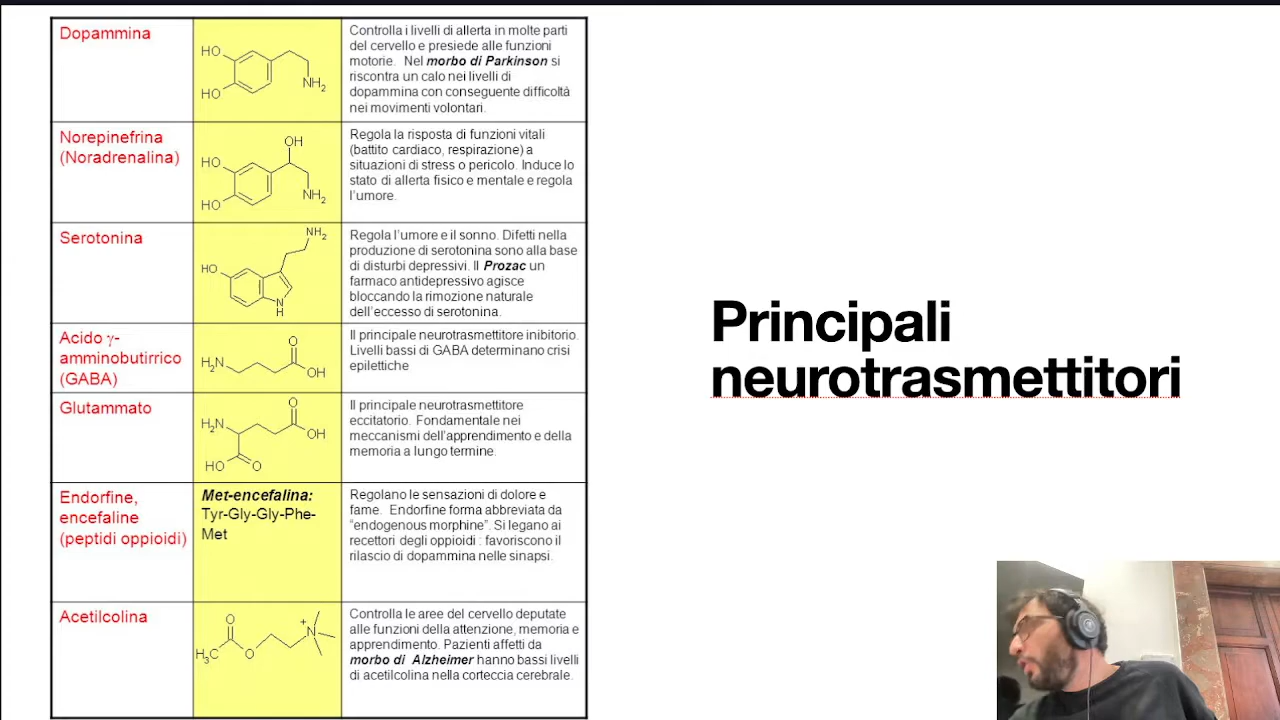 Dopammina
HO
HO
NH2
Controlla i livelli di allerta in molte parti
del cervello e presiede alle funzioni
motorie. Nel morbo di Parkinson si
riscontra un calo nei livelli di
dopammina con conseguente difficoltà
nei movimenti volontari.
Norepinefrina
(Noradrenalina)
OH
HO
HO
NH2
Regola la risposta di funzioni vitali
(battito cardiaco, respirazione) a
situazioni di stress o pericolo. Induce lo
stato di allerta fisico e mentale e regola
l'umore.
Serotonina
NH2
HO
N
H
Regola l'umore e il sonno. Difetti nella
produzione di serotonina sono alla base
di disturbi depressivi. Il Prozac un
farmaco antidepressivo agisce
bloccando la rimozione naturale
dell'eccesso di serotonina.
Acido γ-
amminobutirrico
(GABA)
O
H2N
OH
Il principale neurotrasmettitore inibitorio.
Livelli bassi di GABA determinano crisi
epilettiche
Glutammato
O
H2N
OH
HO
O
Il principale neurotrasmettitore
eccitatorio. Fondamentale nei
meccanismi dell'apprendimento e della
memoria a lungo termine.
Endorfine,
encefaline
(peptidi oppioidi)
Met-encefalina:
Tyr-Gly-Gly-Phe-
Met
Regolano le sensazioni di dolore e
fame. Endorfine forma abbreviata da
"endogenous morphine". Si legano ai
recettori degli oppioidi : favoriscono il
rilascio di dopammina nelle sinapsi.
Acetilcolina
O
H3C
O
N+
Controlla le aree del cervello deputate
alle funzioni della attenzione, memoria e
apprendimento. Pazienti affetti da
morbo di Alzheimer hanno bassi livelli
di acetilcolina nella corteccia cerebrale.
Principali
neurotrasmettitori